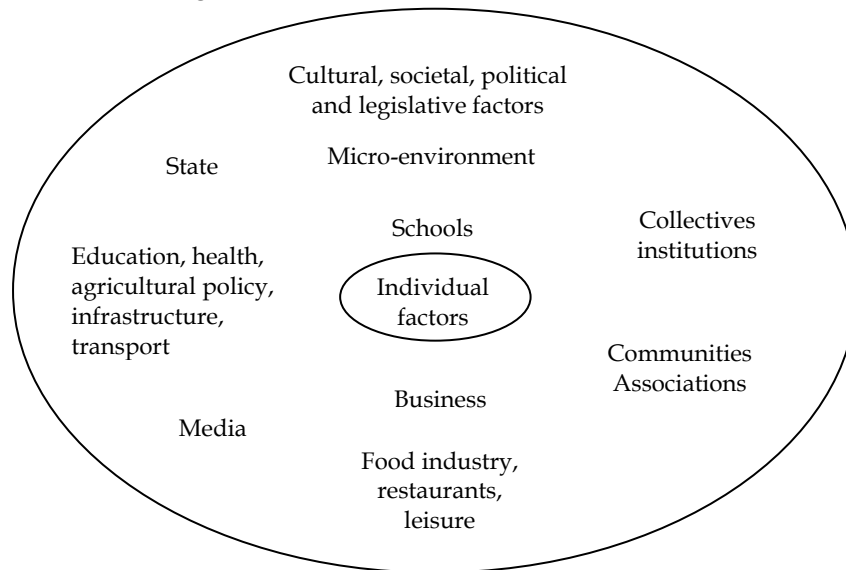 Cultural, societal, political
and legislative factors
Micro-environment
State
Schools
Collectives
institutions
Education, health,
agricultural policy,
infrastructure,
transport
Individual
factors
Communities
Associations
Business
Media
Food industry,
restaurants,
leisure